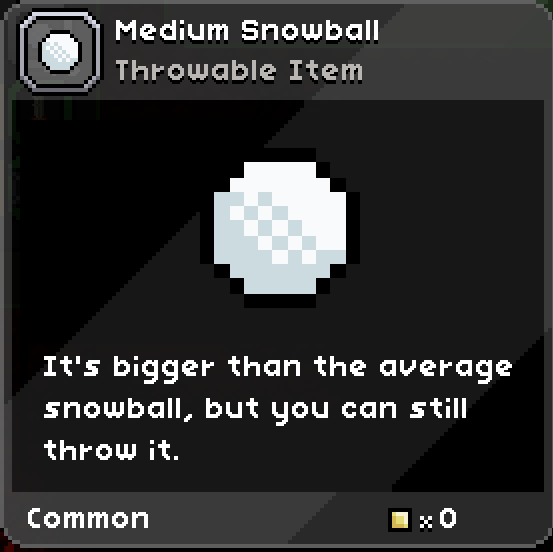 Medium Snowball
Throwable Item
It's bigger than the average
snowball, but you can still
throw it.
Common
x0